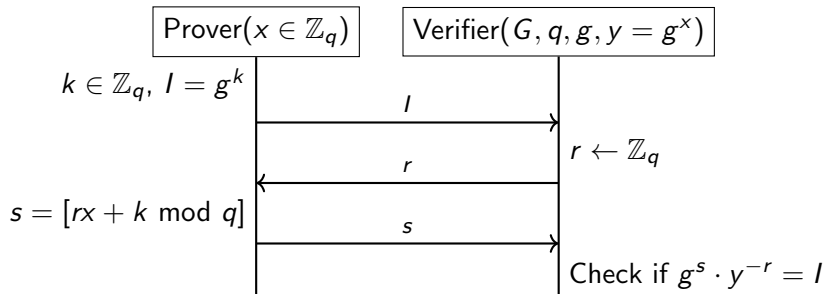 Prover(x ∈ ℤ_q)
Verifier(G, q, g, y = g^x)
k ∈ ℤ_q, I = g^k
I
r ← ℤ_q
r
s = [rx + k mod q]
s
Check if g^s · y^{-r} = I